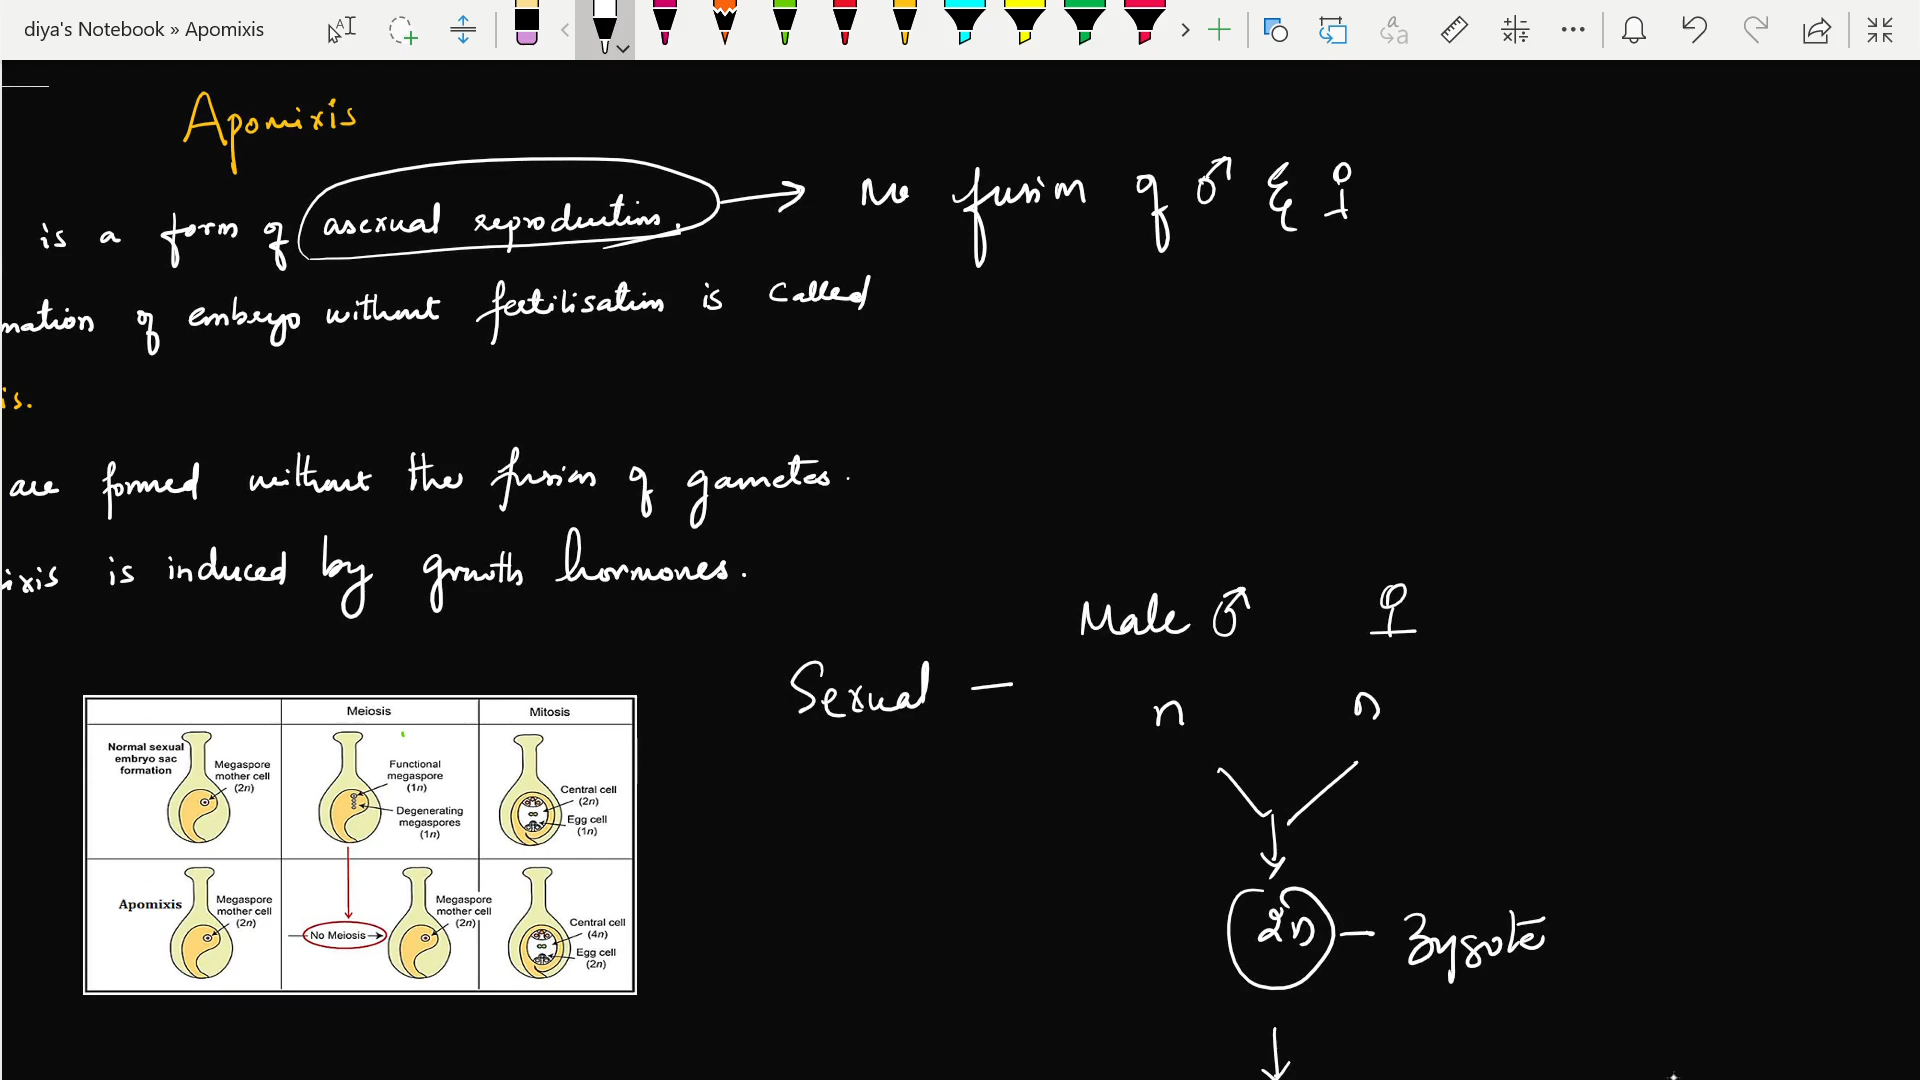 diya's Notebook » Apomixis
Apomixis
is a form of asexual reproduction. → No fusion of ♂ & ♀
mation of embryo without fertilisation is called
is.
are formed without the fusion of gametes.
ixis is induced by growth hormones.
Male ♂ ♀
Sexual —
n n
2n — Zygote
Meiosis
Mitosis
Normal sexual
embryo sac
formation
Megaspore
mother cell
(2n)
Functional
megaspore
(1n)
Degenerating
megaspores
(1n)
Central cell
(2n)
Egg cell
(1n)
Apomixis
Megaspore
mother cell
(2n)
No Meiosis
Megaspore
mother cell
(2n)
Central cell
(4n)
Egg cell
(2n)